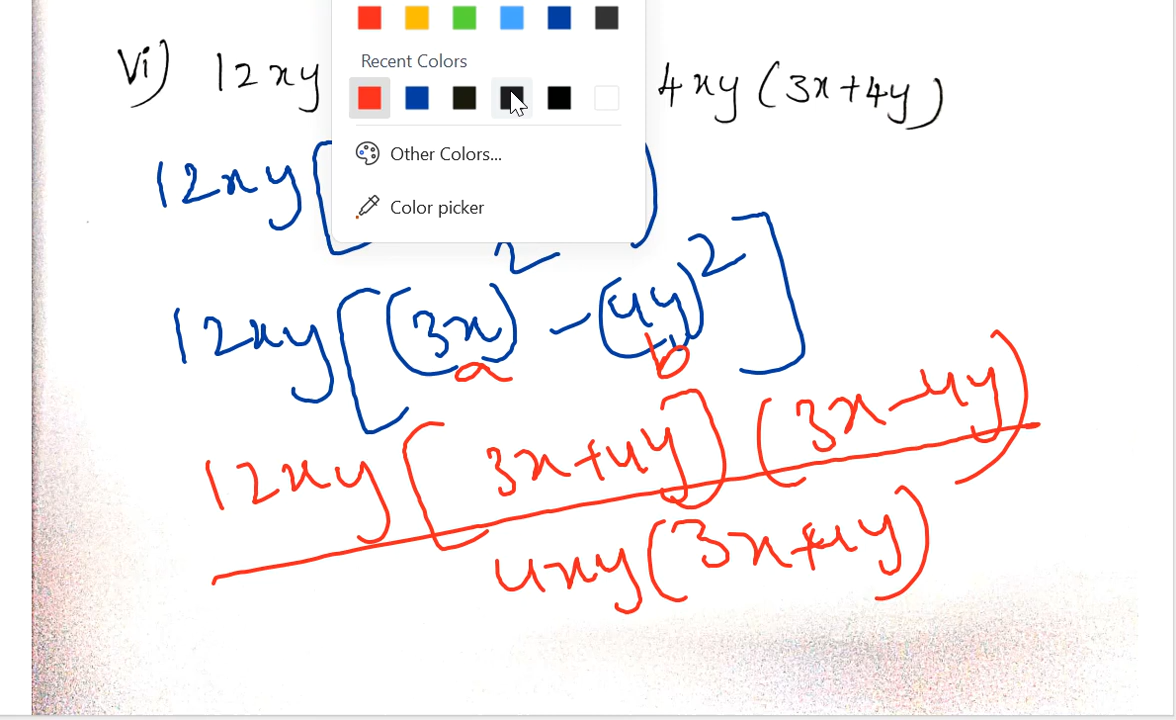 Recent Colors
Vi) 12xy 4xy (3x+4y)
Other Colors...
12xy [ )
Color picker
12xy [ (3x)² - (4y)² ]
a b
12xy [ 3x+4y ] (3x-4y)
4xy (3x+4y)